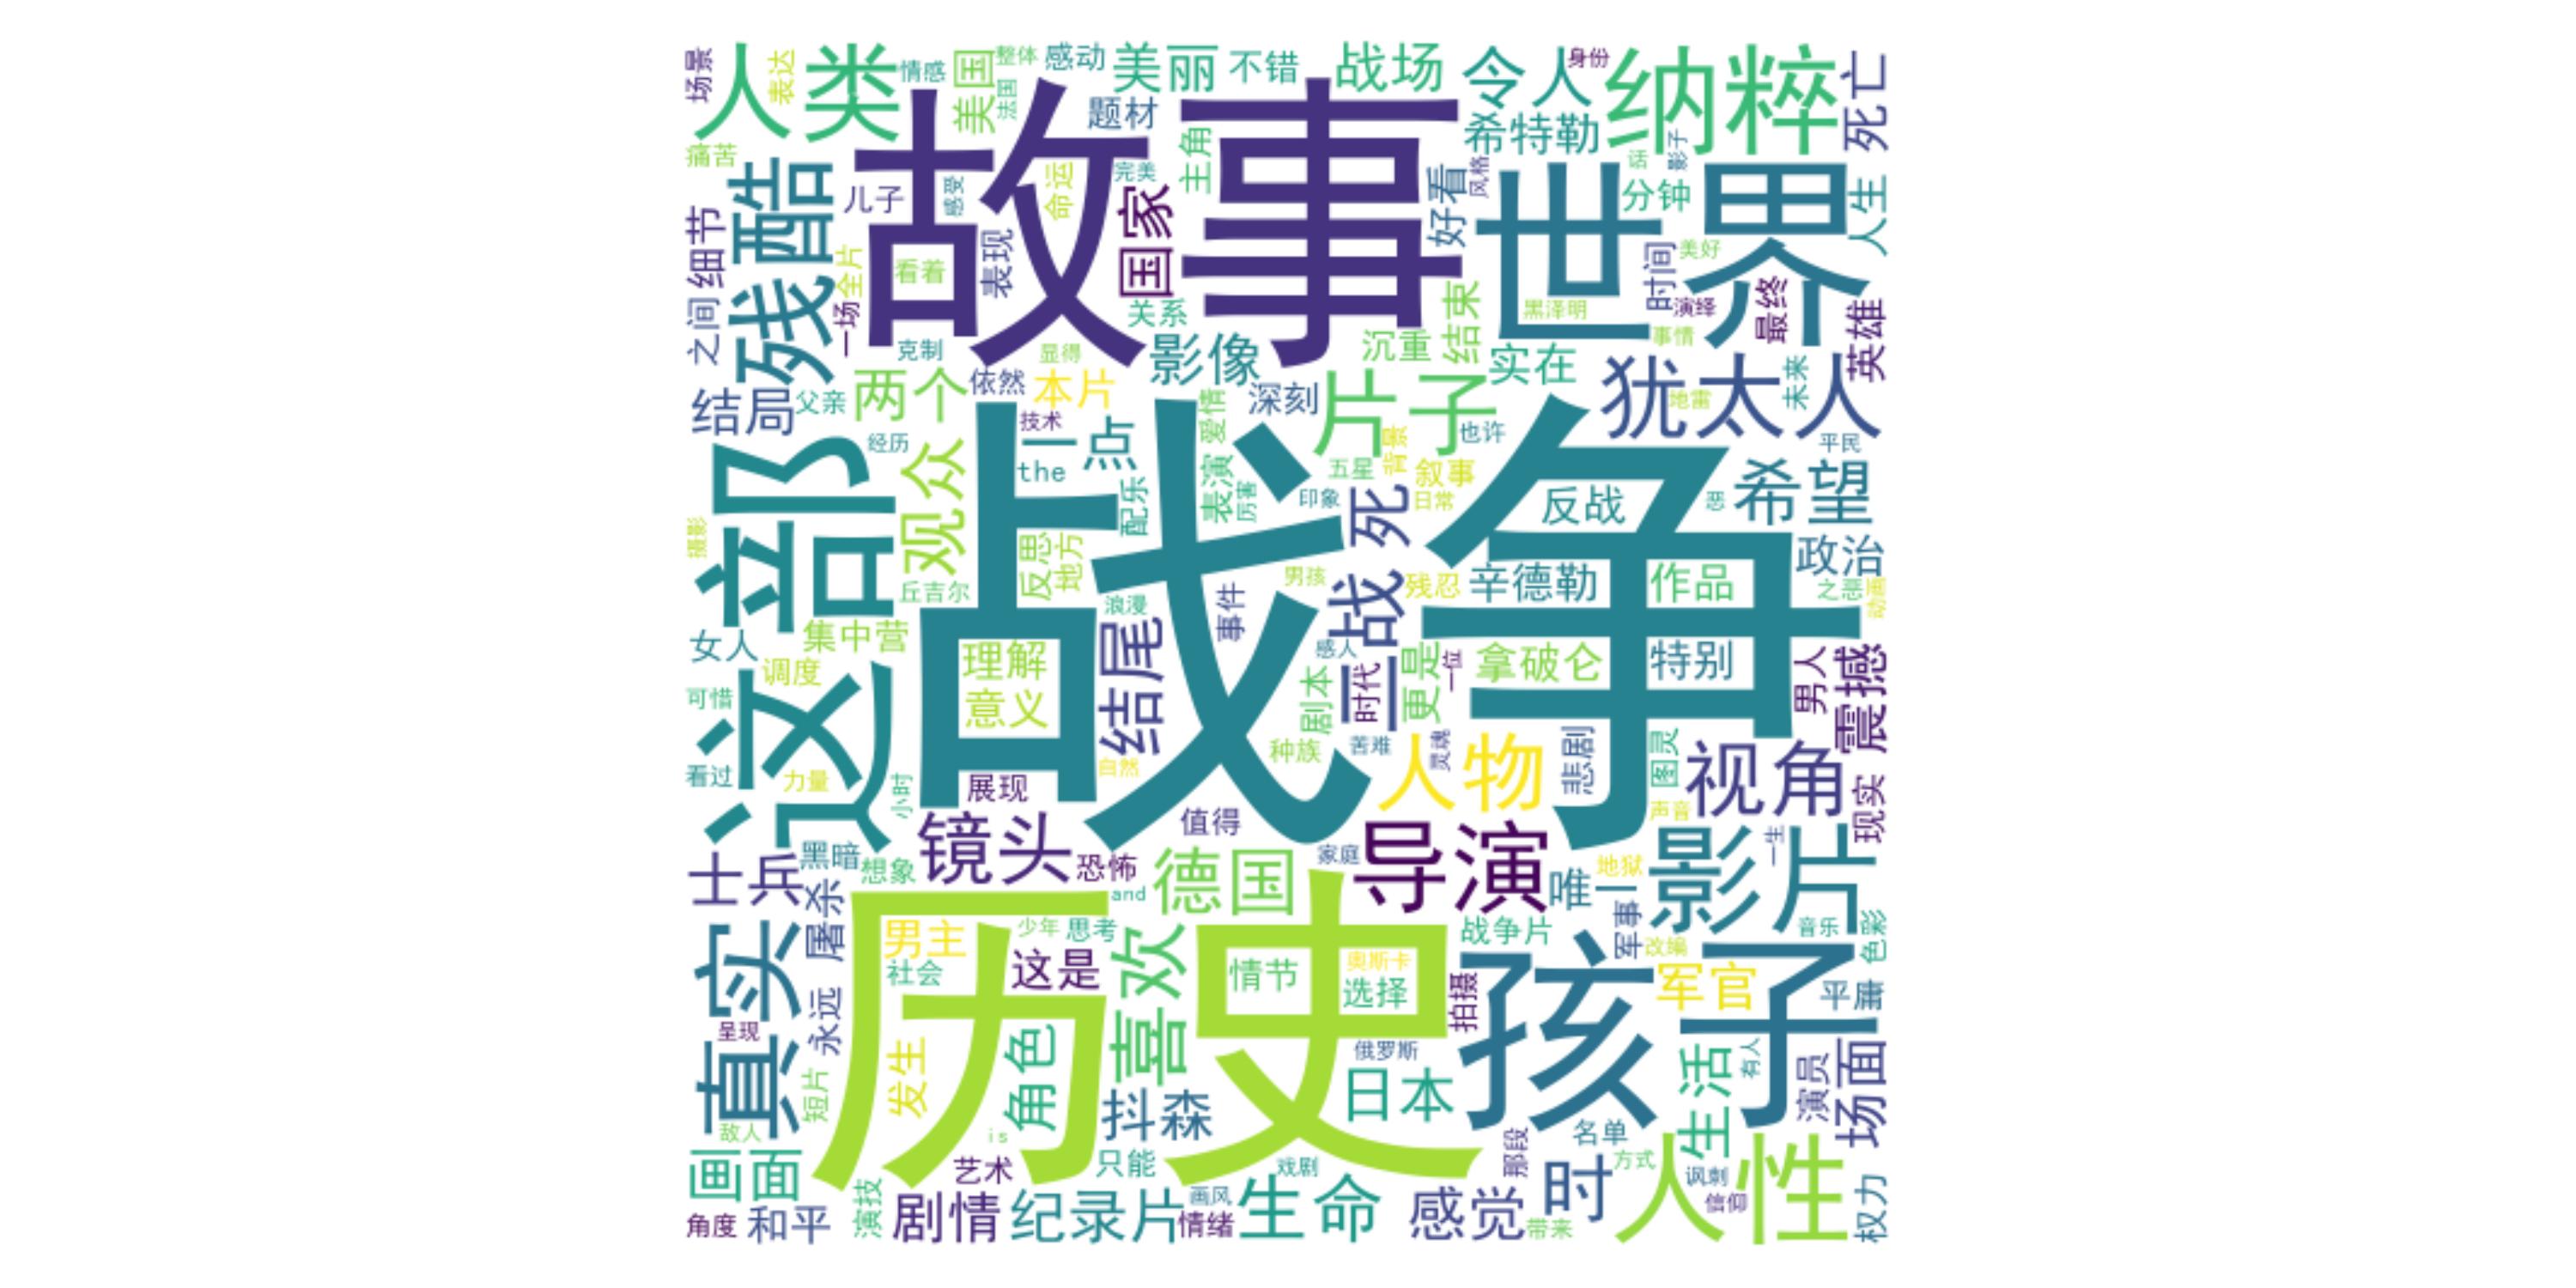 场景
人类
表达
情感
美国
整体
法国
感动
美丽
不错
战场
令人
身份
纳粹
死亡
题材
希特勒
主角
痛苦
残酷
故事
儿子
感受
命运
完美
国家
好看
风格
世界
话
影子
分钟
人生
细节
全片
看着
表现
时间
美好
之间
一场
关系
结束
黑泽明
演绎
最终
英雄
事情
克制
显得
影像
沉重
实在
结局
父亲
两个
依然
本片
爱情
深刻
片子
犹太人
地雷
未来
技术
一点
经历
the
观众
背景
也许
平民
这部
战争
表演
厉害
五星
叙事
日常
印象
配乐
死
反战
恶
希望
摄影
反思
地方
政治
丘吉尔
浪漫
事件
男孩
二战
残忍
辛德勒
作品
之恶
动画
女人
集中营
调度
理解
意义
结尾
感人
时代
剧本
更是
一位
拿破仑
特别
男人
震撼
可惜
看过
力量
小时
自然
种族
苦难
人物
灵魂
悲剧
图灵
视角
声音
现实
展现
镜头
值得
恐怖
士兵
黑暗
想象
德国
家庭
导演
唯一
地狱
影片
一生
屠杀
and
历史
真实
男主
少年
思考
社会
这是
喜欢
情节
奥斯卡
选择
战争片
军事
改编
音乐
色彩
拍摄
孩子
军官
平庸
永远
呈现
发生
角色
俄罗斯
日本
生活
有人
演员
场面
短片
敌人
is
抖森
名单
画面
艺术
只能
戏剧
那段
时
方式
讽刺
信仰
人性
权力
角度
和平
演技
剧情
纪录片
画风
情绪
生命
感觉
带来